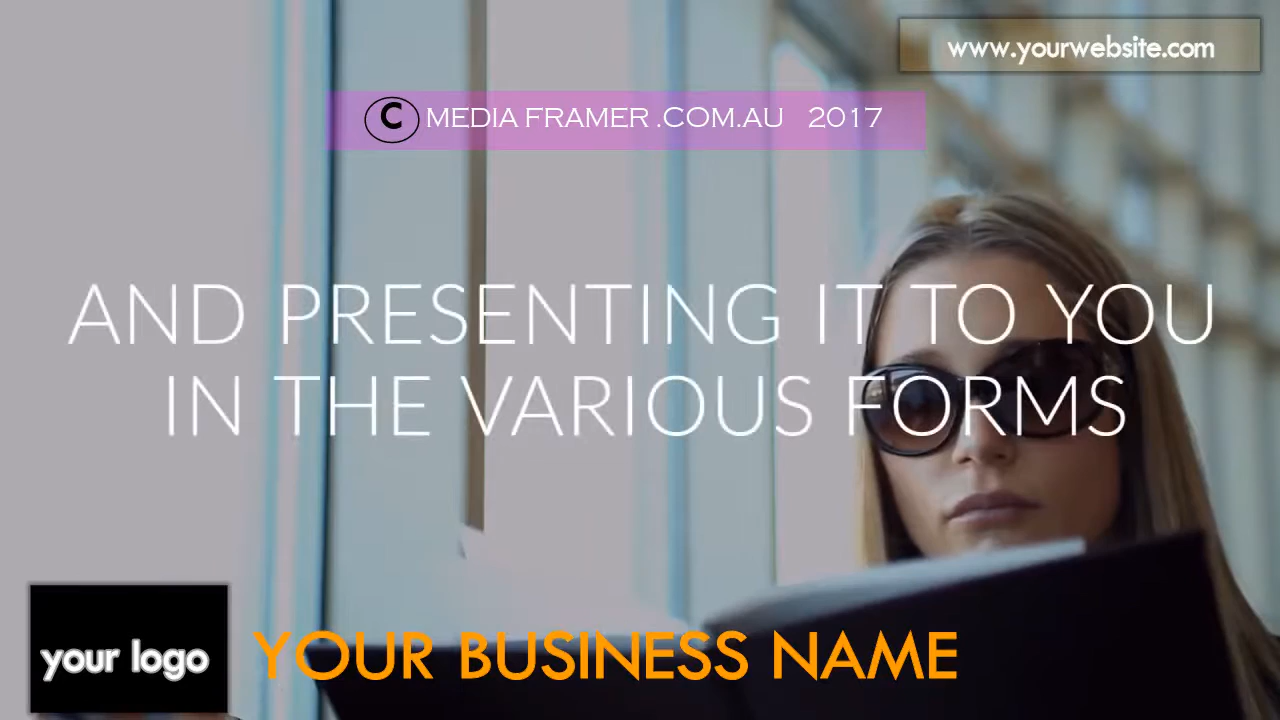 www.yourwebsite.com
C MEDIA FRAMER .COM.AU 2017
AND PRESENTING IT TO YOU
IN THE VARIOUS FORMS
your logo
YOUR BUSINESS NAME